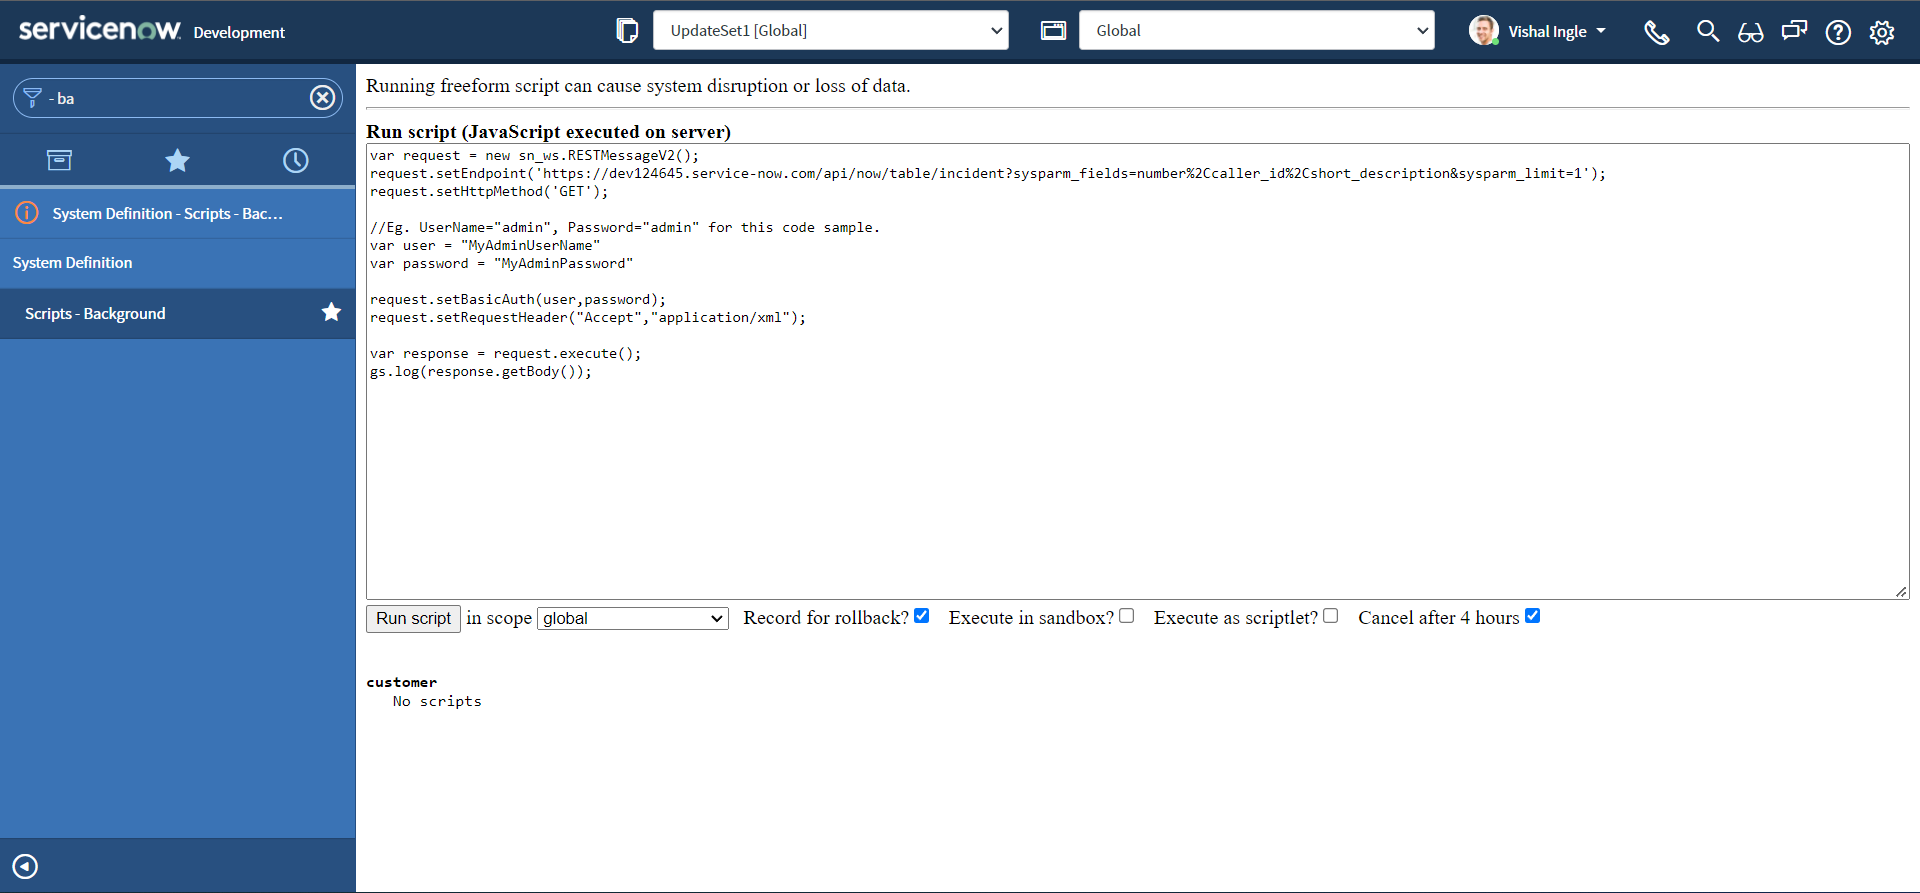 servicenow. Development
UpdateSet1 [Global]
Global
Vishal Ingle
- ba
System Definition - Scripts - Bac...
System Definition
Scripts - Background
Running freeform script can cause system disruption or loss of data.
Run script (JavaScript executed on server)
var request = new sn_ws.RESTMessageV2();
request.setEndpoint('https://dev124645.service-now.com/api/now/table/incident?sysparm_fields=number%2Ccaller_id%2Cshort_description&sysparm_limit=1');
request.setHttpMethod('GET');
//Eg. UserName="admin", Password="admin" for this code sample.
var user = "MyAdminUserName"
var password = "MyAdminPassword"
request.setBasicAuth(user,password);
request.setRequestHeader("Accept","application/xml");
var response = request.execute();
gs.log(response.getBody());
Run script in scope global Record for rollback? Execute in sandbox? Execute as scriptlet? Cancel after 4 hours
customer
No scripts